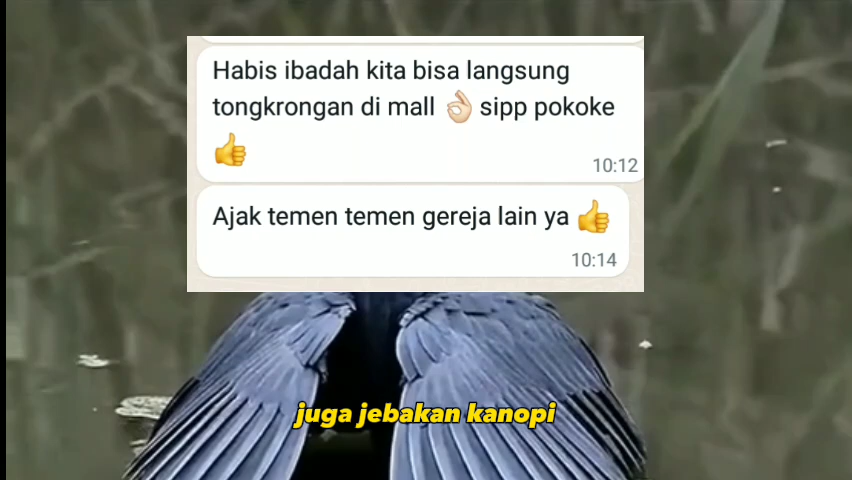 Habis ibadah kita bisa langsung
tongkrongan di mall 👌🏻 sipp pokoke
👍
10:12
Ajak temen temen gereja lain ya 👍
10:14
juga jebakan kanopi